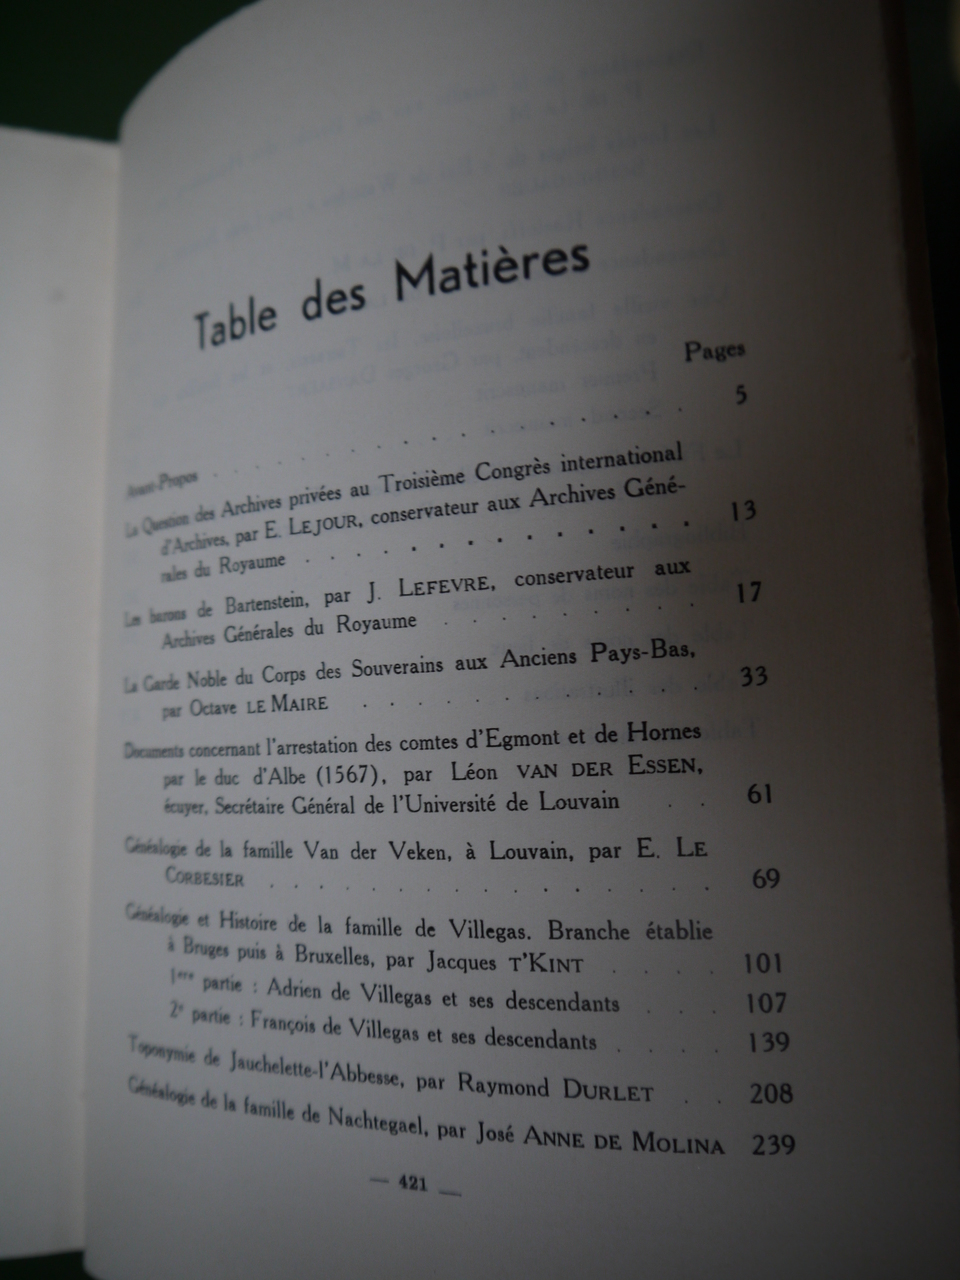 Table des Matières
Pages
Avant-Propos . . . . . . . . . . . . . . . . . 5
La Question des Archives privées au Troisième Congrès international
d'Archives, par E. LEJOUR, conservateur aux Archives Géné-
rales du Royaume . . . . . . . . . . . . . . . 13
Les barons de Bartenstein, par J. LEFEVRE, conservateur aux
Archives Générales du Royaume . . . . . . . . . 17
La Garde Noble du Corps des Souverains aux Anciens Pays-Bas,
par Octave LE MAIRE . . . . . . . . . . . . . 33
Documents concernant l'arrestation des comtes d'Egmont et de Hornes
par le duc d'Albe (1567), par Léon VAN DER ESSEN,
écuyer, Secrétaire Général de l'Université de Louvain . . 61
Généalogie de la famille Van der Veken, à Louvain, par E. LE
CORBESIER . . . . . . . . . . . . . . . . . . 69
Généalogie et Histoire de la famille de Villegas. Branche établie
à Bruges puis à Bruxelles, par Jacques T'KINT . . . . 101
1ere partie : Adrien de Villegas et ses descendants . . . 107
2e partie : François de Villegas et ses descendants . . . . 139
Toponymie de Jauchelette-l'Abbesse, par Raymond DURLET . . 208
Généalogie de la famille de Nachtegael, par José ANNE DE MOLINA 239
— 421 —